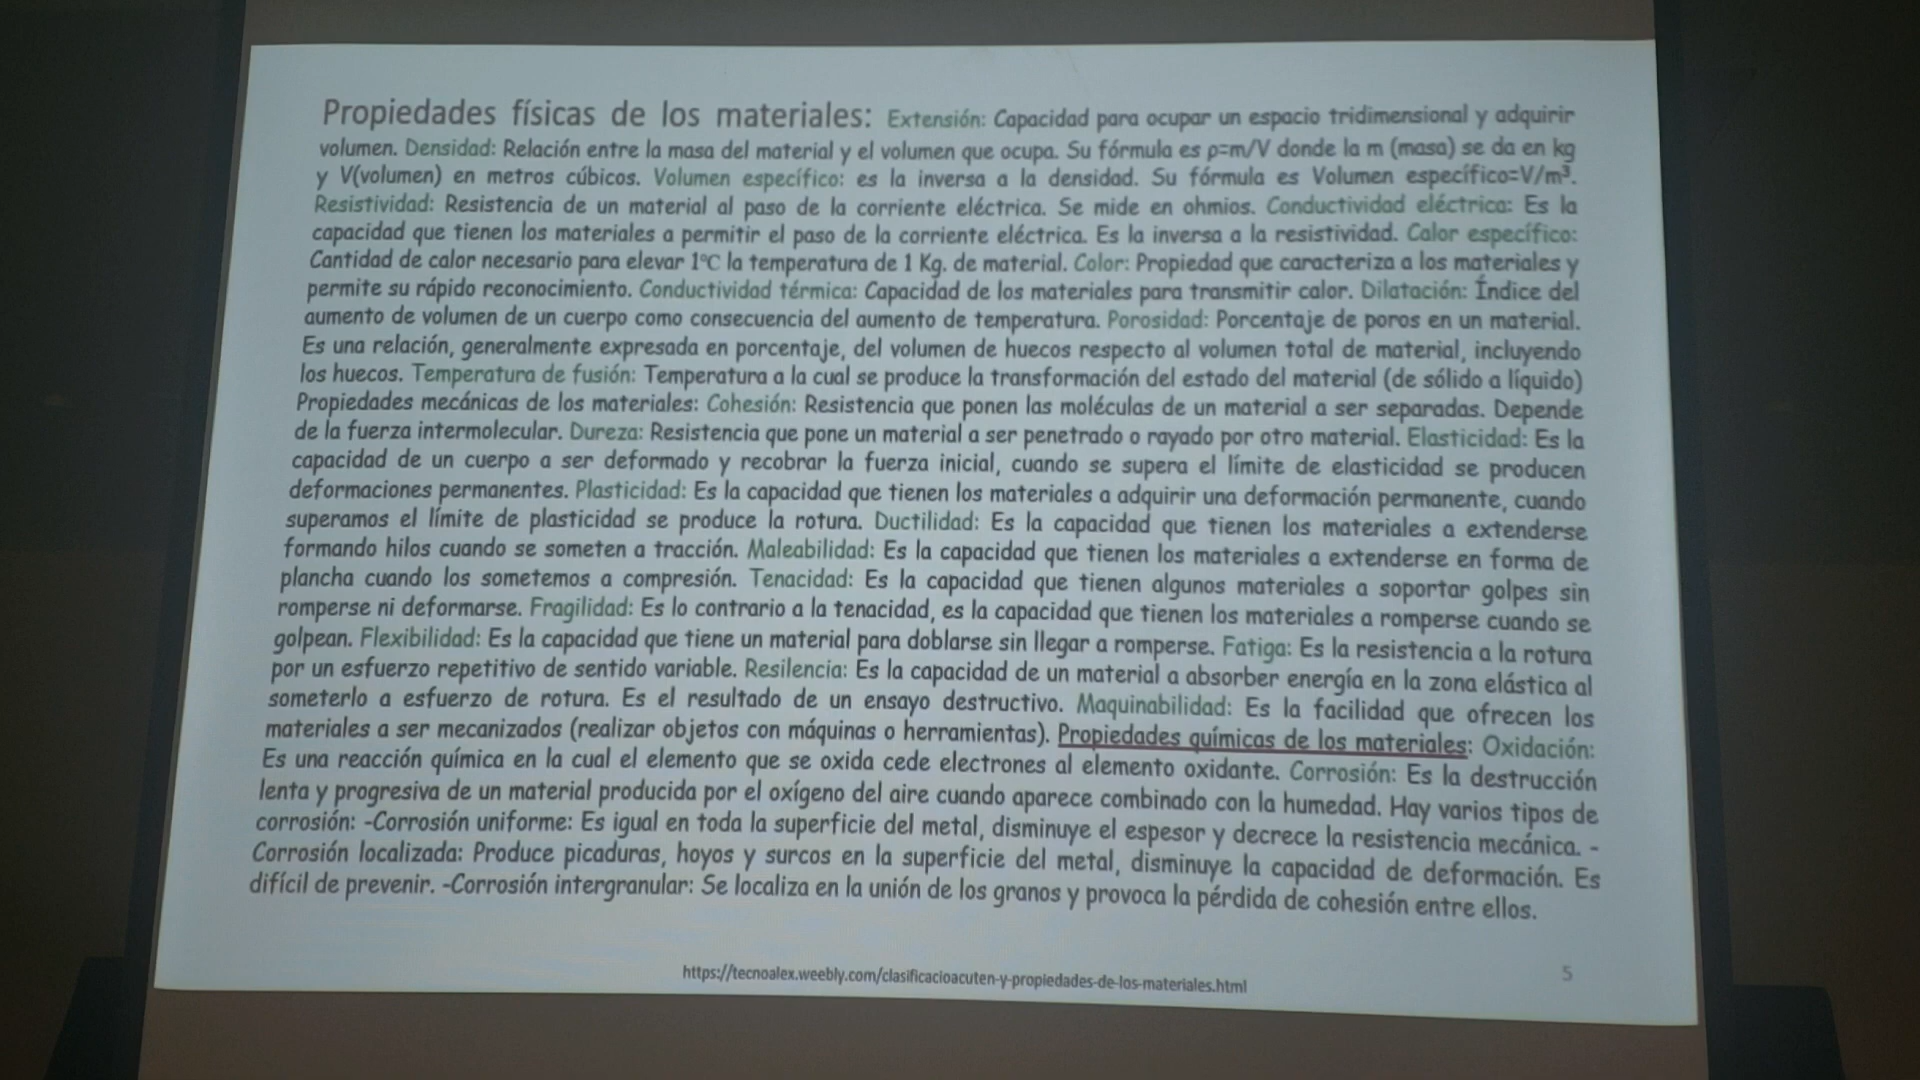 Propiedades físicas de los materiales: Extensión: Capacidad para ocupar un espacio tridimensional y adquirir
volumen. Densidad: Relación entre la masa del material y el volumen que ocupa. Su fórmula es ρ=m/V donde la m (masa) se da en kg
y V(volumen) en metros cúbicos. Volumen específico: es la inversa a la densidad. Su fórmula es Volumen específico=V/m³.
Resistividad: Resistencia de un material al paso de la corriente eléctrica. Se mide en ohmios. Conductividad eléctrica: Es la
capacidad que tienen los materiales a permitir el paso de la corriente eléctrica. Es la inversa a la resistividad. Calor específico:
Cantidad de calor necesario para elevar 1°C la temperatura de 1 Kg. de material. Color: Propiedad que caracteriza a los materiales y
permite su rápido reconocimiento. Conductividad térmica: Capacidad de los materiales para transmitir calor. Dilatación: Índice del
aumento de volumen de un cuerpo como consecuencia del aumento de temperatura. Porosidad: Porcentaje de poros en un material.
Es una relación, generalmente expresada en porcentaje, del volumen de huecos respecto al volumen total de material, incluyendo
los huecos. Temperatura de fusión: Temperatura a la cual se produce la transformación del estado del material (de sólido a líquido)
Propiedades mecánicas de los materiales: Cohesión: Resistencia que ponen las moléculas de un material a ser separadas. Depende
de la fuerza intermolecular. Dureza: Resistencia que pone un material a ser penetrado o rayado por otro material. Elasticidad: Es la
capacidad de un cuerpo a ser deformado y recobrar la fuerza inicial, cuando se supera el límite de elasticidad se producen
deformaciones permanentes. Plasticidad: Es la capacidad que tienen los materiales a adquirir una deformación permanente, cuando
superamos el límite de plasticidad se produce la rotura. Ductilidad: Es la capacidad que tienen los materiales a extenderse
formando hilos cuando se someten a tracción. Maleabilidad: Es la capacidad que tienen los materiales a extenderse en forma de
plancha cuando los sometemos a compresión. Tenacidad: Es la capacidad que tienen algunos materiales a soportar golpes sin
romperse ni deformarse. Fragilidad: Es lo contrario a la tenacidad, es la capacidad que tienen los materiales a romperse cuando se
golpean. Flexibilidad: Es la capacidad que tiene un material para doblarse sin llegar a romperse. Fatiga: Es la resistencia a la rotura
por un esfuerzo repetitivo de sentido variable. Resilencia: Es la capacidad de un material a absorber energía en la zona elástica al
someterlo a esfuerzo de rotura. Es el resultado de un ensayo destructivo. Maquinabilidad: Es la facilidad que ofrecen los
materiales a ser mecanizados (realizar objetos con máquinas o herramientas). Propiedades químicas de los materiales: Oxidación:
Es una reacción química en la cual el elemento que se oxida cede electrones al elemento oxidante. Corrosión: Es la destrucción
lenta y progresiva de un material producida por el oxígeno del aire cuando aparece combinado con la humedad. Hay varios tipos de
corrosión: -Corrosión uniforme: Es igual en toda la superficie del metal, disminuye el espesor y decrece la resistencia mecánica. -
Corrosión localizada: Produce picaduras, hoyos y surcos en la superficie del metal, disminuye la capacidad de deformación. Es
difícil de prevenir. -Corrosión intergranular: Se localiza en la unión de los granos y provoca la pérdida de cohesión entre ellos.
https://tecnoalex.weebly.com/clasificacioacuten-y-propiedades-de-los-materiales.html
5